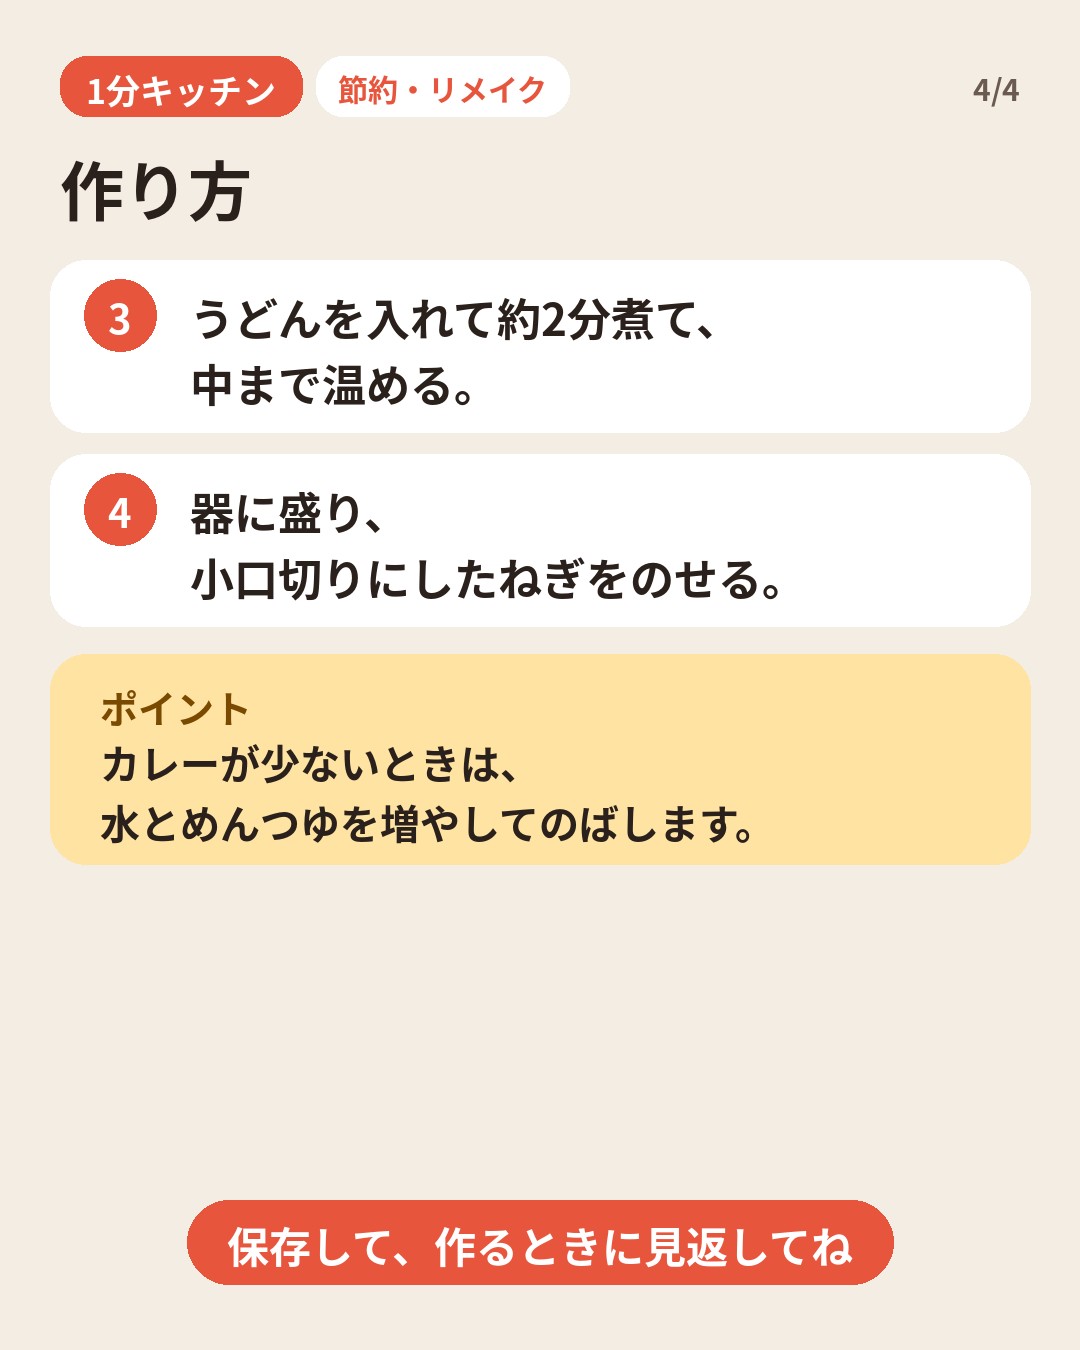 1分キッチン
節約・リメイク
4/4
作り方
3
うどんを入れて約2分煮て、
中まで温める。
4
器に盛り、
小口切りにしたねぎをのせる。
ポイント
カレーが少ないときは、
水とめんつゆを増やしてのばします。
保存して、作るときに見返してね